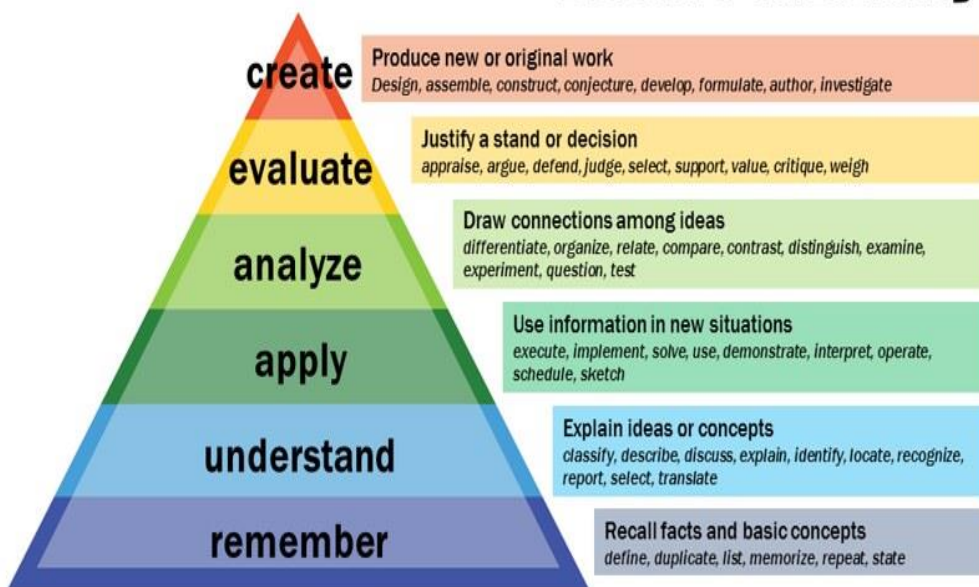 create
Produce new or original work
Design, assemble, construct, conjecture, develop, formulate, author, investigate
evaluate
Justify a stand or decision
appraise, argue, defend, judge, select, support, value, critique, weigh
analyze
Draw connections among ideas
differentiate, organize, relate, compare, contrast, distinguish, examine,
experiment, question, test
apply
Use information in new situations
execute, implement, solve, use, demonstrate, interpret, operate,
schedule, sketch
understand
Explain ideas or concepts
classify, describe, discuss, explain, identify, locate, recognize,
report, select, translate
remember
Recall facts and basic concepts
define, duplicate, list, memorize, repeat, state